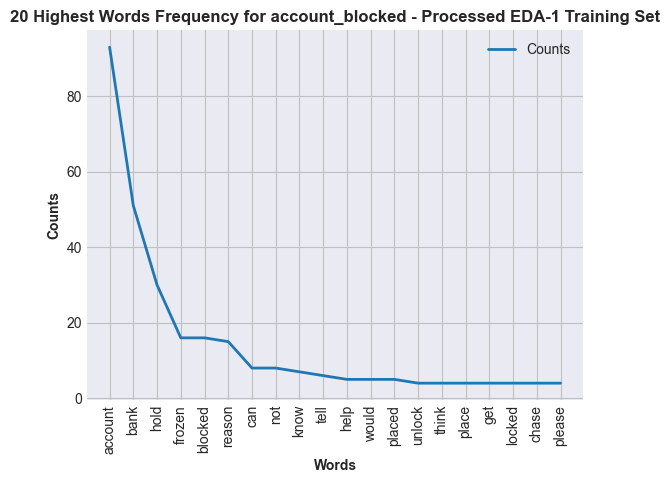 20 Highest Words Frequency for account_blocked - Processed EDA-1 Training Set
Counts
80
60
40
20
0
Counts
account
bank
hold
frozen
blocked
reason
can
not
know
tell
help
would
placed
unlock
think
place
get
locked
chase
please
Words